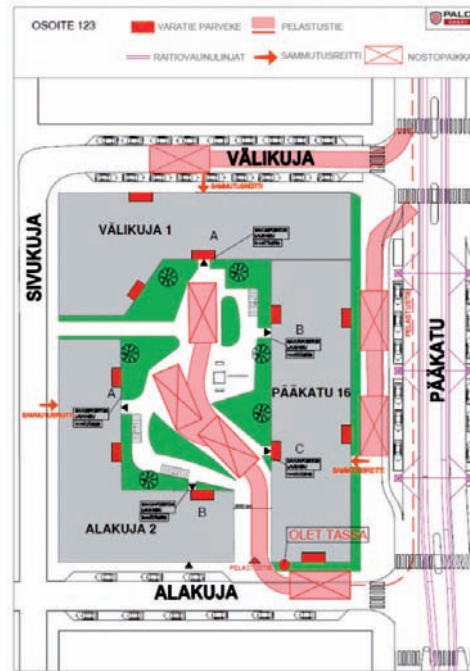 OSOITE 123
VARATIE PARVEKE
PELASTUSTIE
RAITIOVAUNULINJAT
SAMMUTUSREITTI
NOSTOPAIKKA
VÄLIKUJA
SAMMUTUSREITTI
VÄLIKUJA 1
A
SIVUKUJA
PELASTUSTIE
B
PÄÄKATU
A
PÄÄKATU 16
SAMMUTUSREITTI
C
SAMMUTUSREITTI
B
ALAKUJA 2
OLET TÄSSÄ
PELASTUSTIE
ALAKUJA